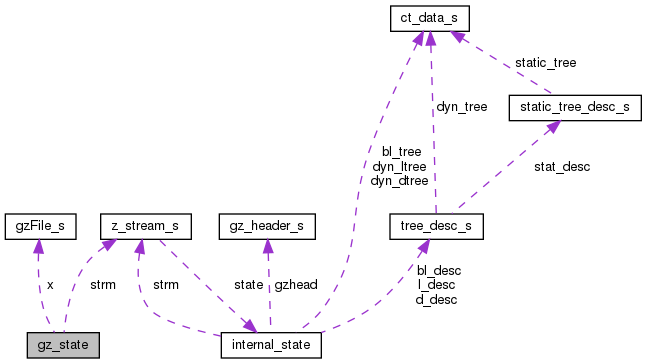 ct_data_s
static_tree
dyn_tree
static_tree_desc_s
bl_tree
dyn_ltree
dyn_dtree
stat_desc
gzFile_s
z_stream_s
gz_header_s
tree_desc_s
x
strm
strm
state
gzhead
bl_desc
l_desc
d_desc
gz_state
internal_state